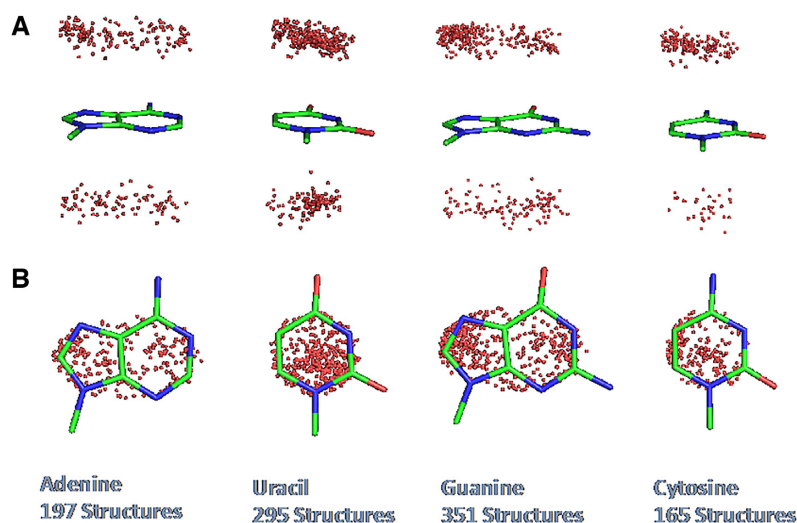 A
B
Adenine
197 Structures
Uracil
295 Structures
Guanine
351 Structures
Cytosine
165 Structures